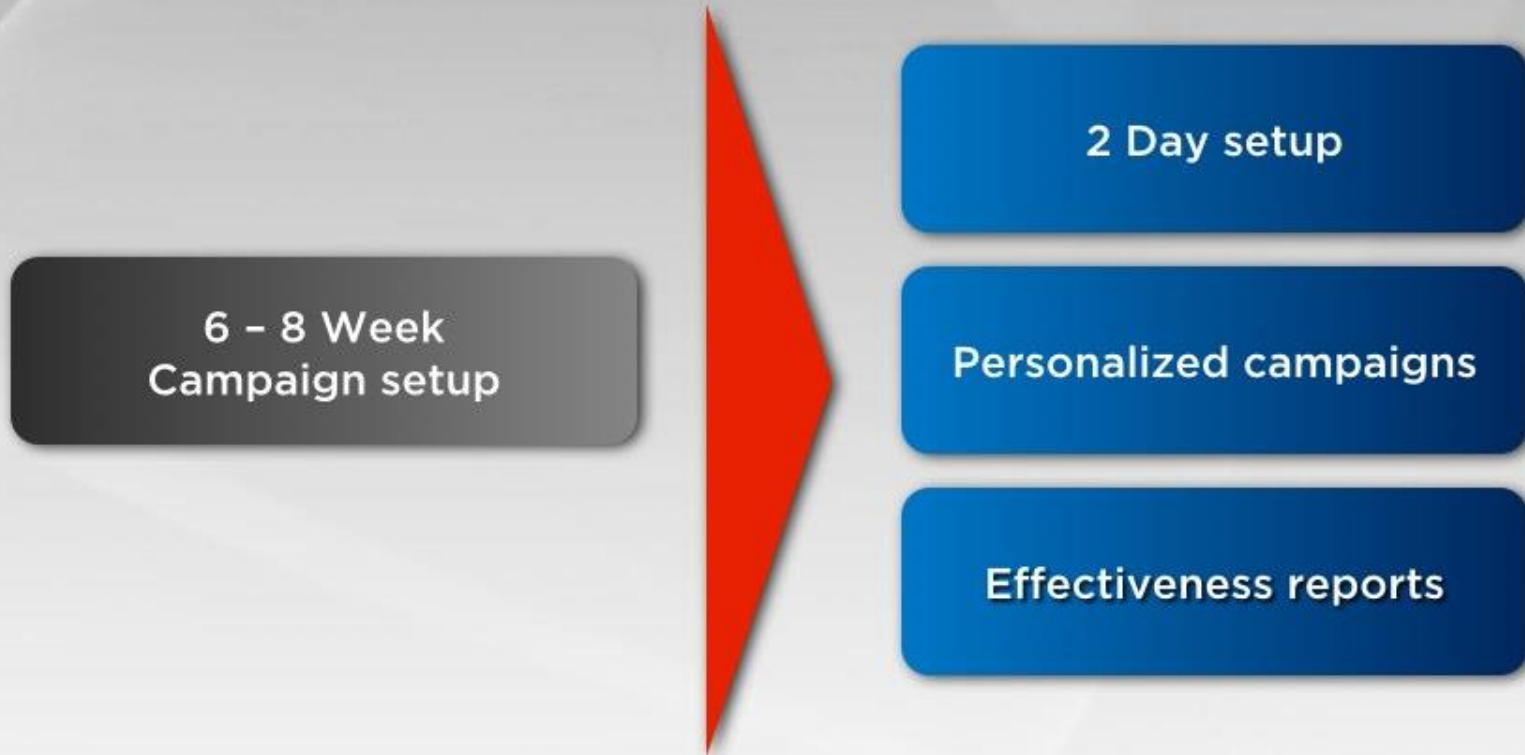 6 – 8 Week
Campaign setup
2 Day setup
Personalized campaigns
Effectiveness reports